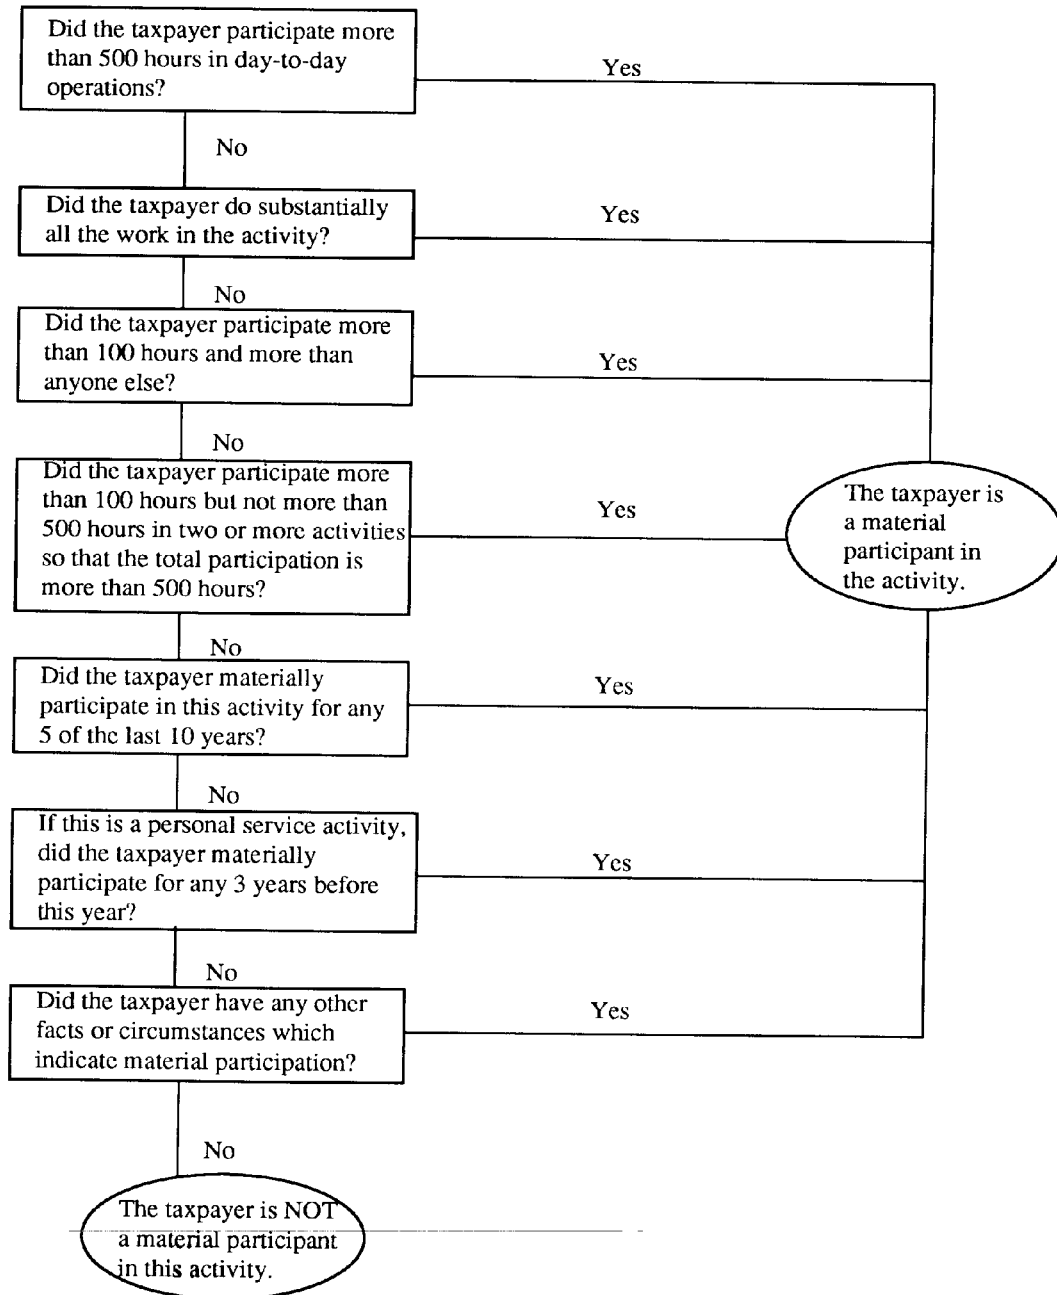 Did the taxpayer participate more
than 500 hours in day-to-day
operations?
Yes
No
Did the taxpayer do substantially
all the work in the activity?
Yes
No
Did the taxpayer participate more
than 100 hours and more than
anyone else?
Yes
No
Did the taxpayer participate more
than 100 hours but not more than
500 hours in two or more activities
so that the total participation is
more than 500 hours?
Yes
The taxpayer is
a material
participant in
the activity.
No
Did the taxpayer materially
participate in this activity for any
5 of the last 10 years?
Yes
No
If this is a personal service activity,
did the taxpayer materially
participate for any 3 years before
this year?
Yes
No
Did the taxpayer have any other
facts or circumstances which
indicate material participation?
Yes
No
The taxpayer is NOT
a material participant
in this activity.